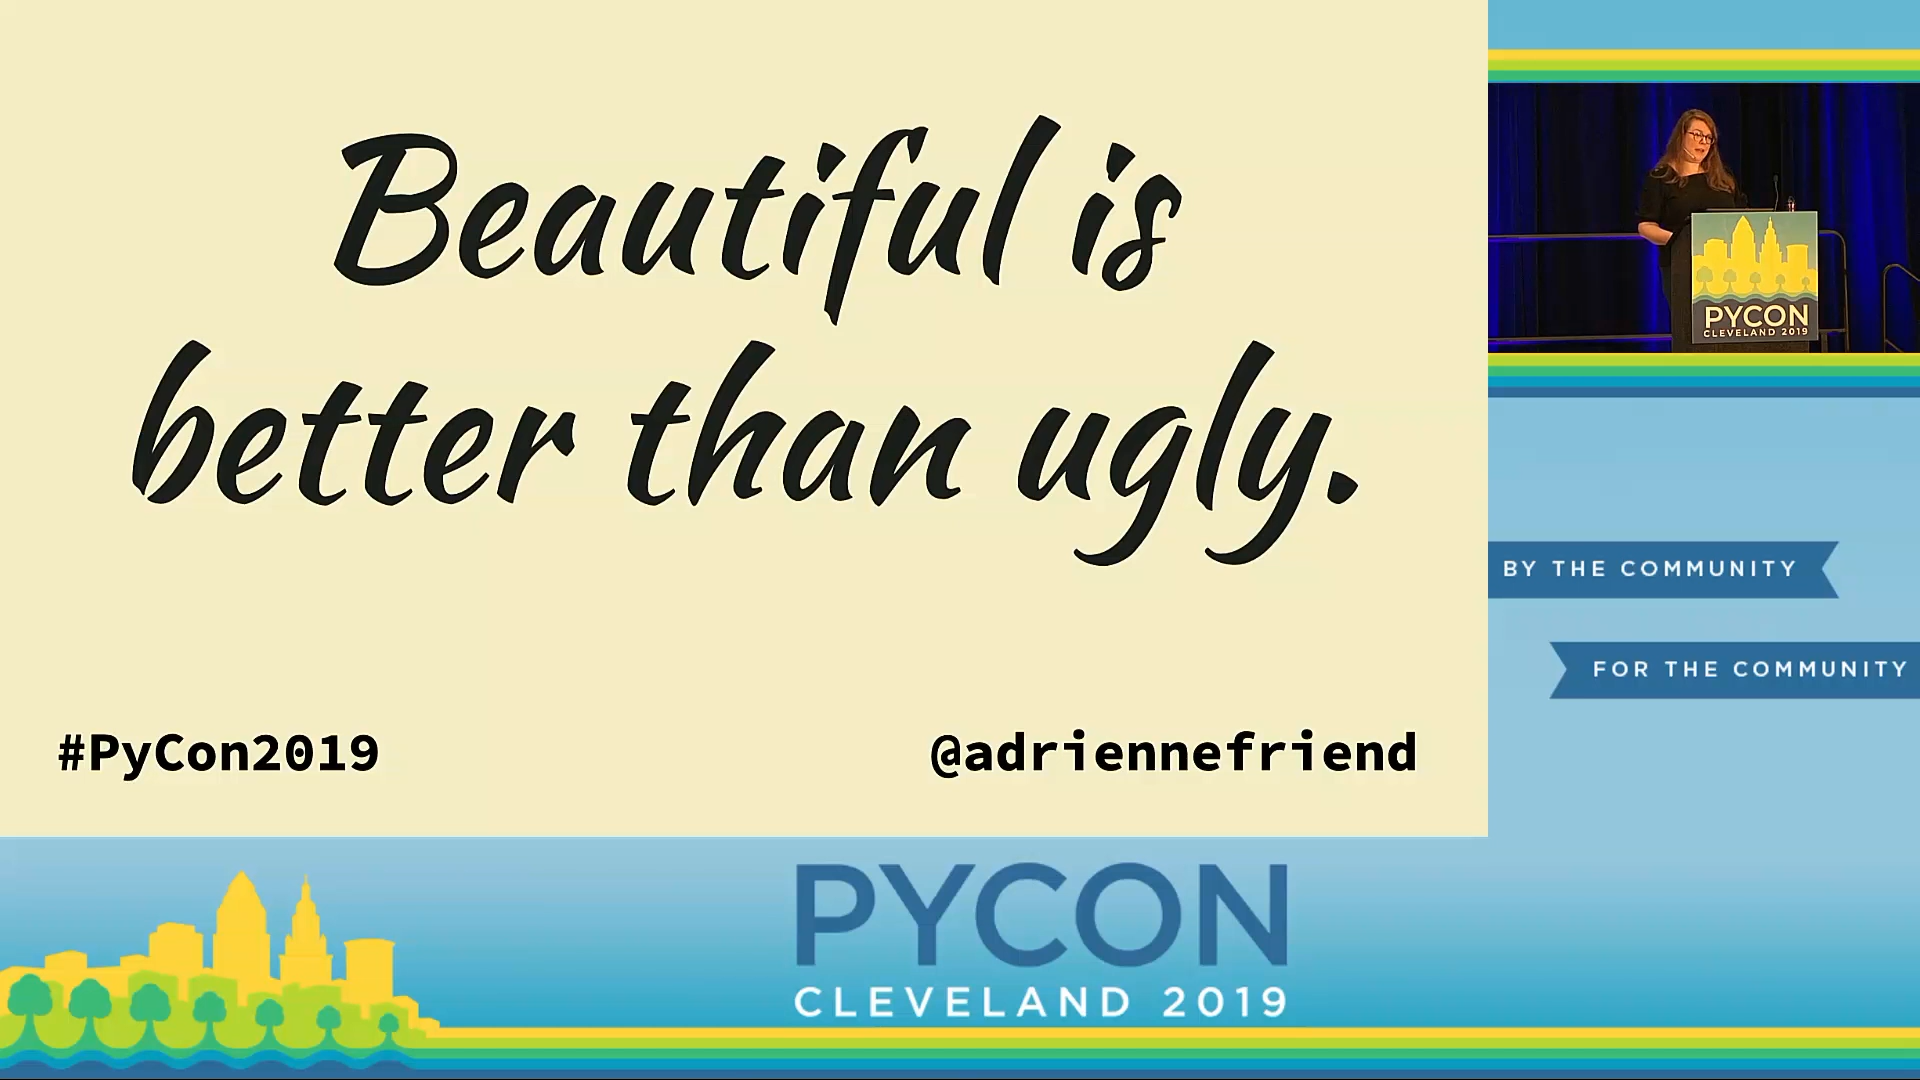 Beautiful is
better than ugly.
#PyCon2019
@adriennefriend
PYCON
CLEVELAND 2019
BY THE COMMUNITY
FOR THE COMMUNITY
PYCON
CLEVELAND 2019